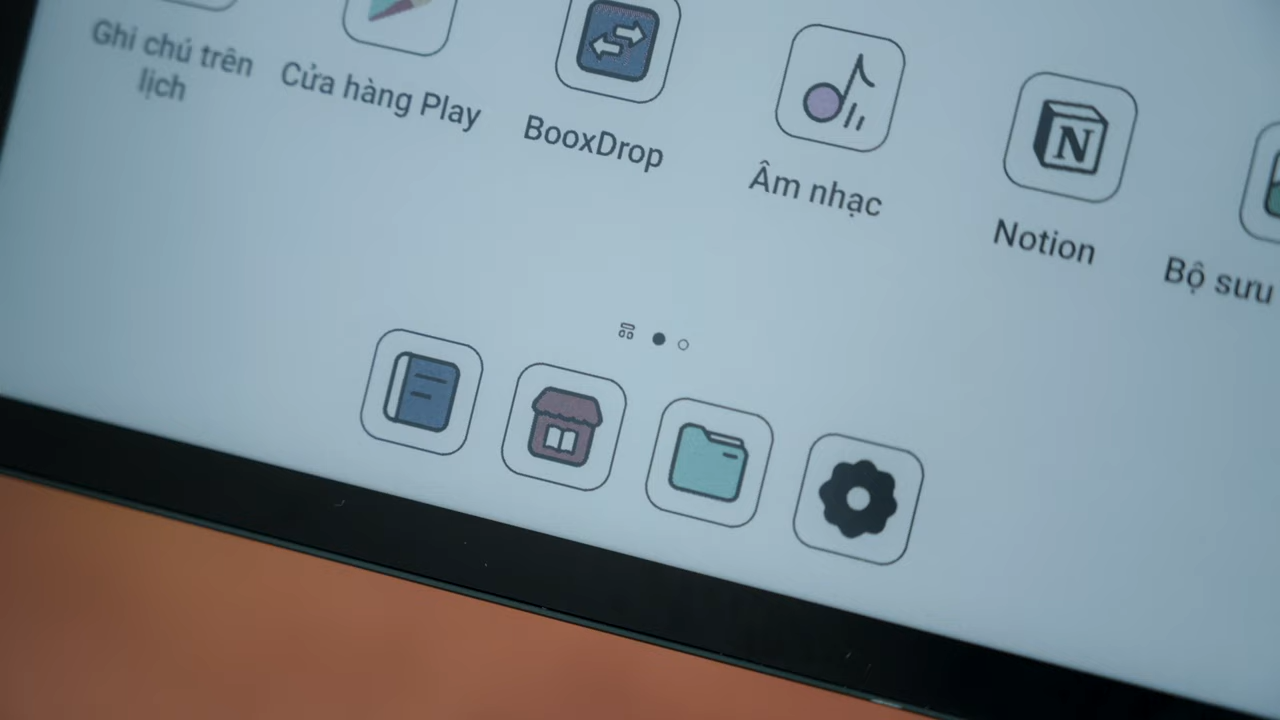 Ghi chú trên
lịch
Cửa hàng Play
BooxDrop
Âm nhạc
N
Notion
Bộ sưu